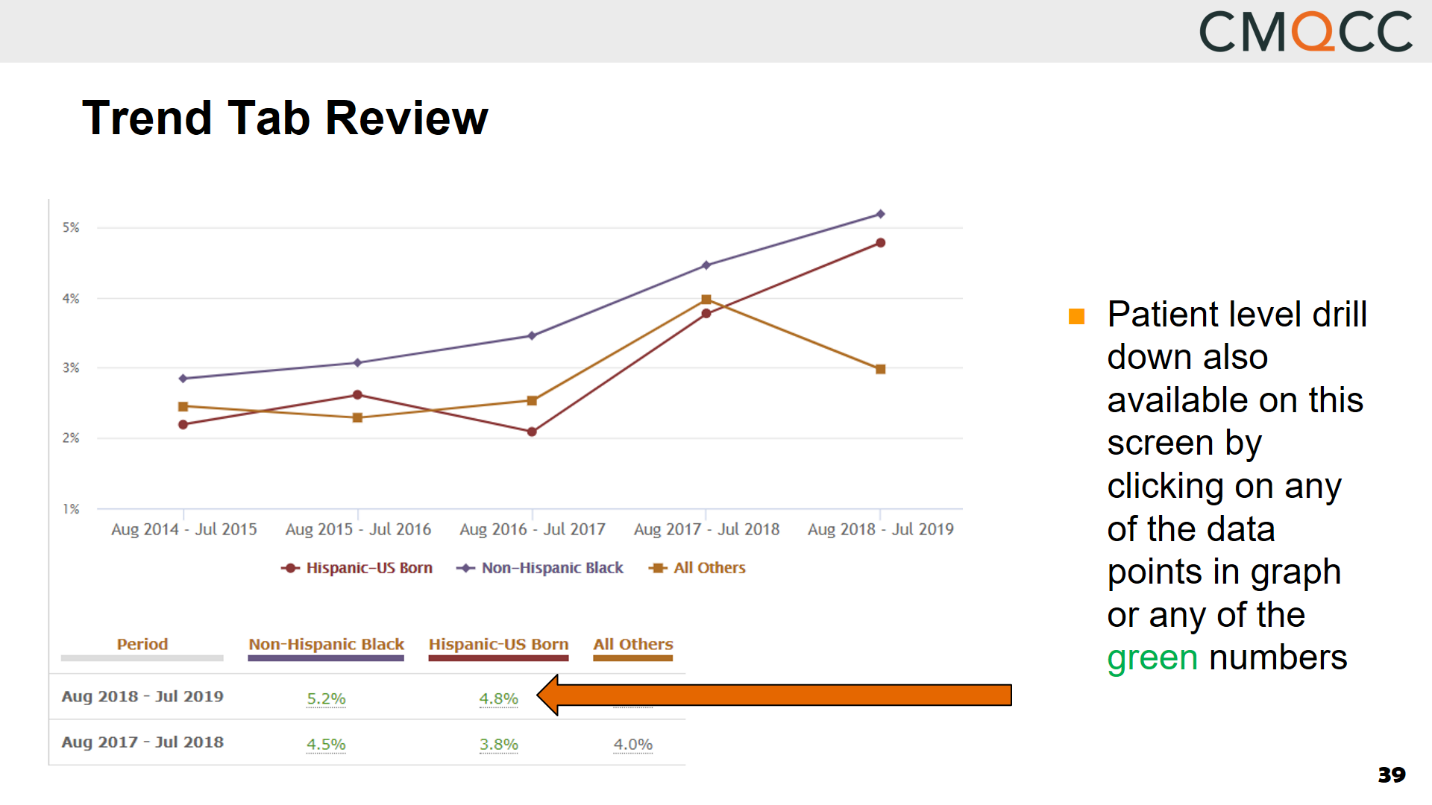 CMQCC
Trend Tab Review
5%
4%
3%
2%
1%
Aug 2014 - Jul 2015 Aug 2015 - Jul 2016 Aug 2016 - Jul 2017 Aug 2017 - Jul 2018 Aug 2018 - Jul 2019
Hispanic-US Born Non-Hispanic Black All Others
Period Non-Hispanic Black Hispanic-US Born All Others
Aug 2018 - Jul 2019 5.2% 4.8%
Aug 2017 - Jul 2018 4.5% 3.8% 4.0%
Patient level drill
down also
available on this
screen by
clicking on any
of the data
points in graph
or any of the
green numbers
39